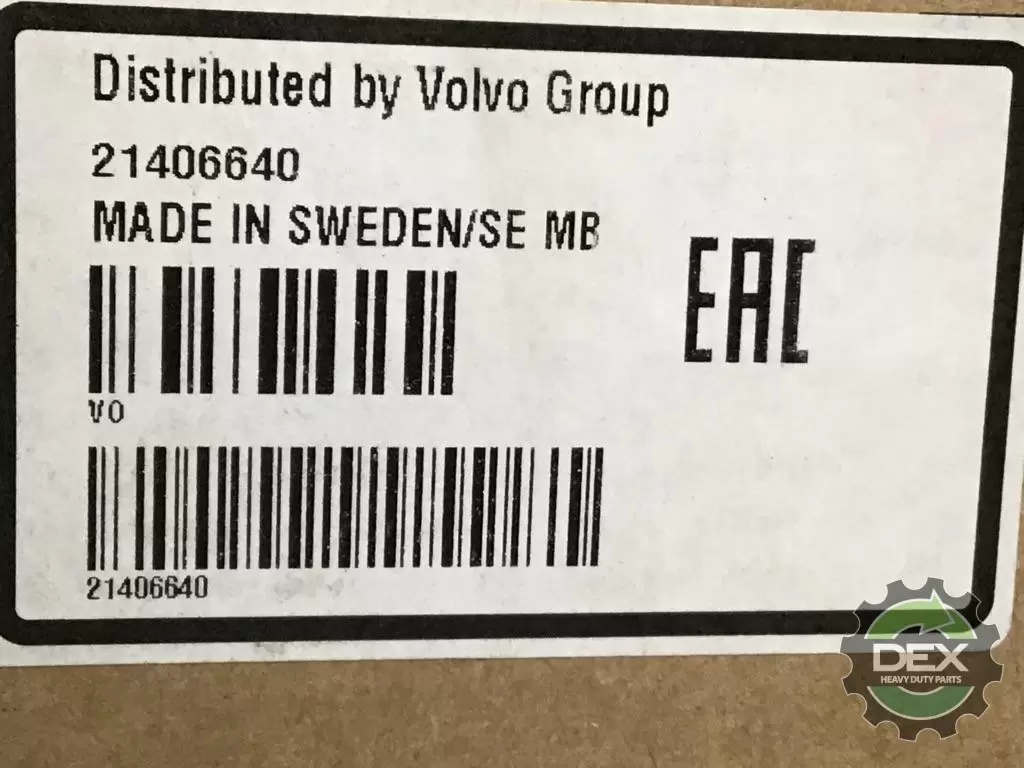 Distributed by Volvo Group
21406640
MADE IN SWEDEN/SE MB
EAC
VO
21406640
DEX
HEAVY DUTY PARTS